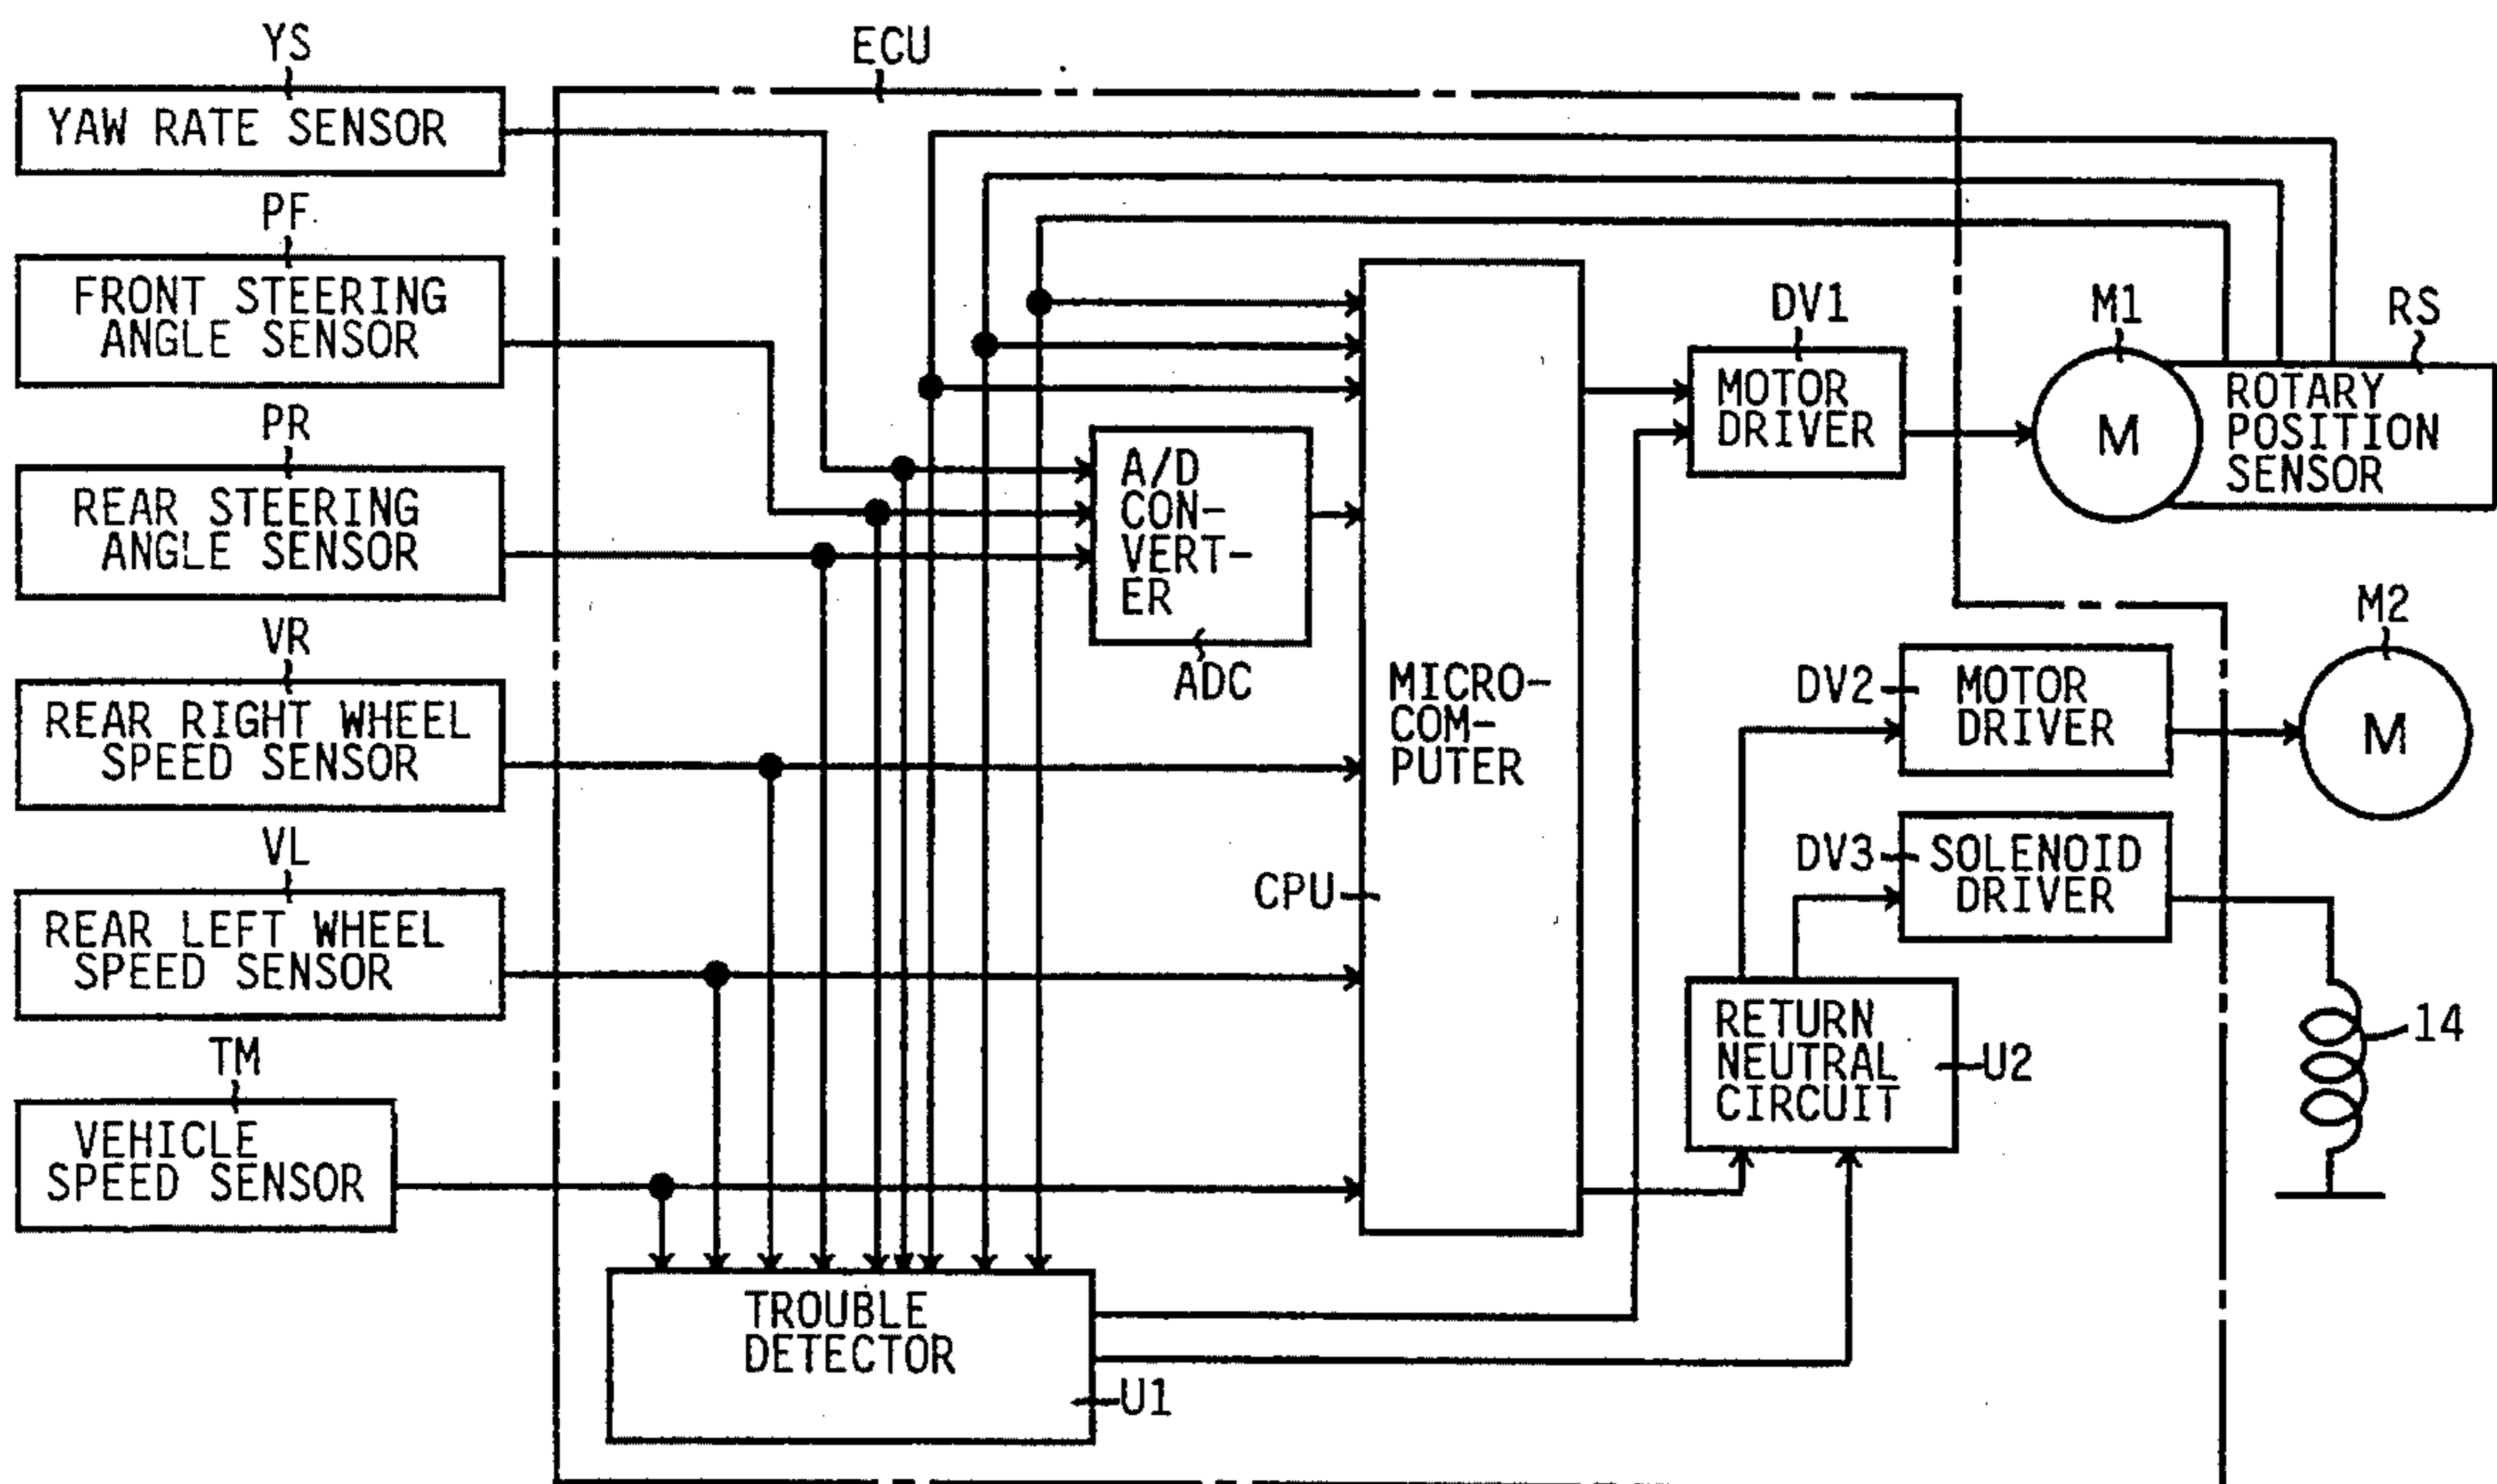 YS
YAW RATE SENSOR
PF
FRONT STEERING
ANGLE SENSOR
PR
REAR STEERING
ANGLE SENSOR
VR
REAR RIGHT WHEEL
SPEED SENSOR
VL
REAR LEFT WHEEL
SPEED SENSOR
TM
VEHICLE
SPEED SENSOR
ECU
A/D
CON-
VERT-
ER
ADC
MICRO-
COM-
PUTER
CPU
TROUBLE
DETECTOR
U1
DV1
MOTOR
DRIVER
M1
M
RS
ROTARY
POSITION
SENSOR
DV2
MOTOR
DRIVER
M2
M
DV3
SOLENOID
DRIVER
RETURN
NEUTRAL
CIRCUIT
U2
14